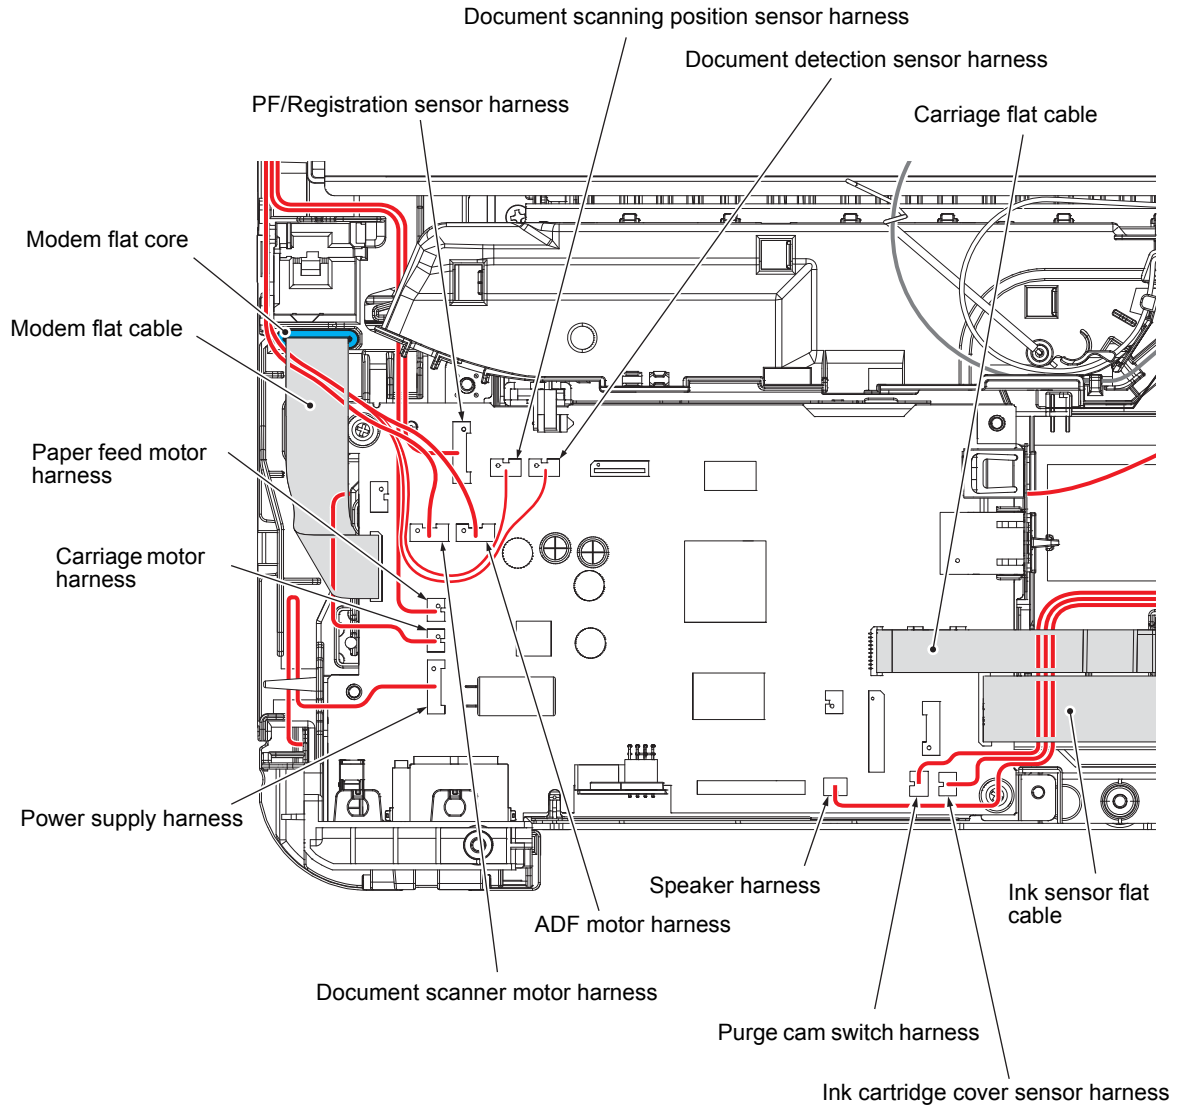 Document scanning position sensor harness
Document detection sensor harness
PF/Registration sensor harness
Carriage flat cable
Modem flat core
Modem flat cable
Paper feed motor
harness
Carriage motor
harness
Power supply harness
Speaker harness
Ink sensor flat
cable
ADF motor harness
Document scanner motor harness
Purge cam switch harness
Ink cartridge cover sensor harness